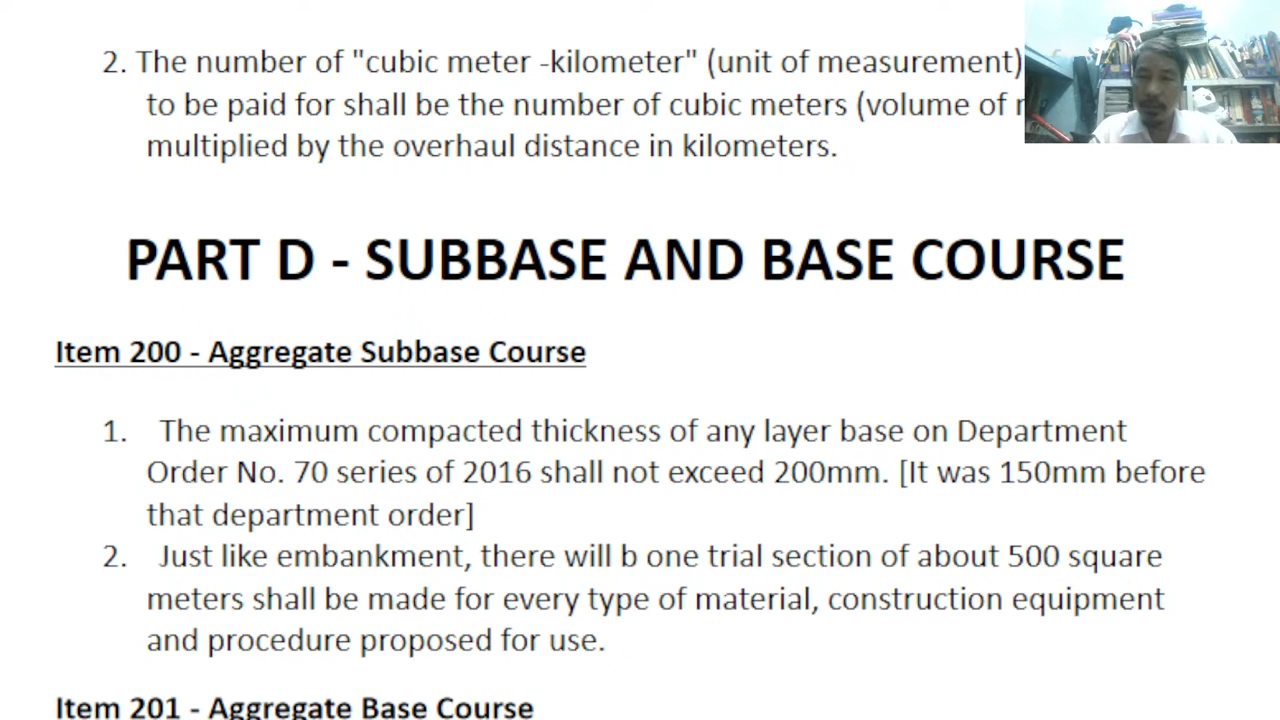 2. The number of "cubic meter -kilometer" (unit of measurement)
to be paid for shall be the number of cubic meters (volume of
multiplied by the overhaul distance in kilometers.
PART D - SUBBASE AND BASE COURSE
Item 200 - Aggregate Subbase Course
1. The maximum compacted thickness of any layer base on Department
Order No. 70 series of 2016 shall not exceed 200mm. [It was 150mm before
that department order]
2. Just like embankment, there will b one trial section of about 500 square
meters shall be made for every type of material, construction equipment
and procedure proposed for use.
Item 201 - Aggregate Base Course